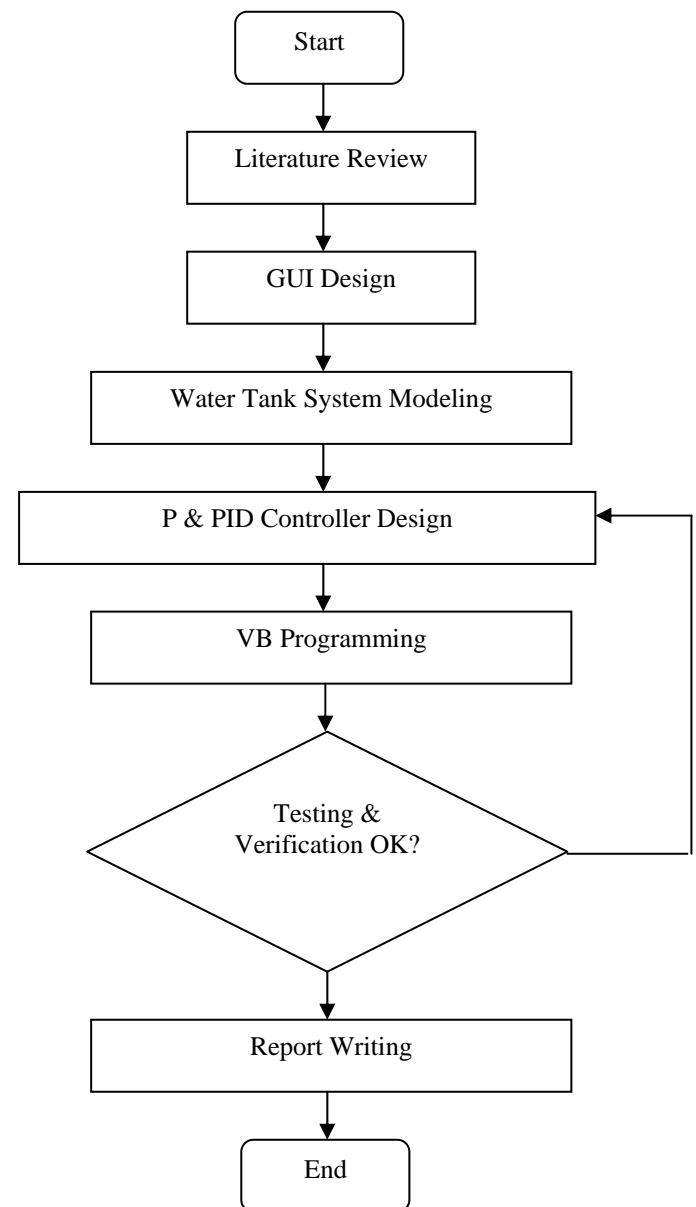 Start
Literature Review
GUI Design
Water Tank System Modeling
P & PID Controller Design
VB Programming
Testing &
Verification OK?
Report Writing
End